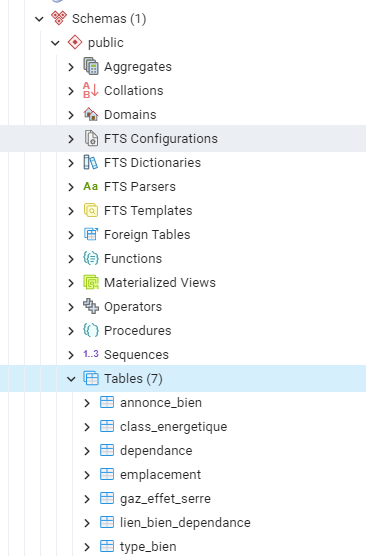 Schemas (1)
public
Aggregates
Collations
Domains
FTS Configurations
FTS Dictionaries
Aa FTS Parsers
FTS Templates
Foreign Tables
Functions
Materialized Views
Operators
Procedures
1..3 Sequences
Tables (7)
annonce_bien
class_energetique
dependance
emplacement
gaz_effet_serre
lien_bien_dependance
type_bien